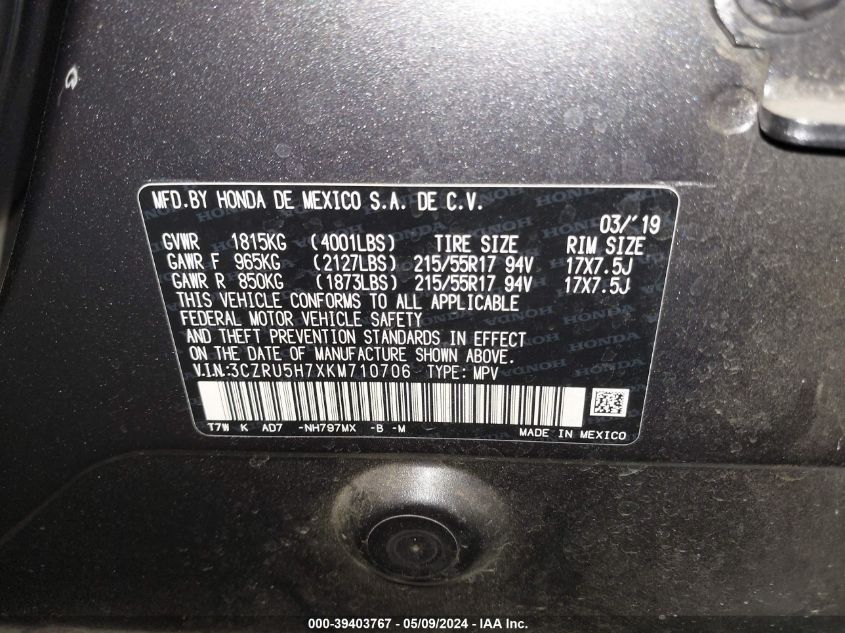 MFD.BY HONDA DE MEXICO S.A. DE C.V.
03/'19
GVWR 1815KG (4001LBS) TIRE SIZE RIM SIZE
GAWR F 965KG (2127LBS) 215/55R17 94V 17X7.5J
GAWR R 850KG (1873LBS) 215/55R17 94V 17X7.5J
THIS VEHICLE CONFORMS TO ALL APPLICABLE
FEDERAL MOTOR VEHICLE SAFETY
AND THEFT PREVENTION STANDARDS IN EFFECT
ON THE DATE OF MANUFACTURE SHOWN ABOVE.
V.I.N:3CZRU5H7XKM710706 TYPE: MPV
T7W K AD7 -NH797MX -B -M
MADE IN MEXICO
000-39403767 - 05/09/2024 - IAA Inc.